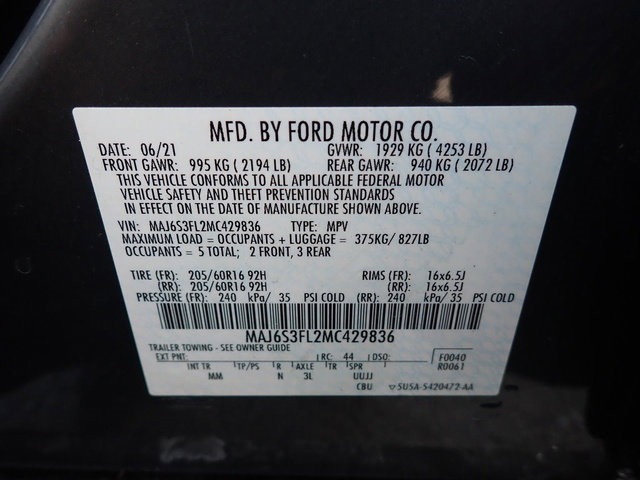 MFD. BY FORD MOTOR CO.
DATE: 06/21 GVWR: 1929 KG ( 4253 LB)
FRONT GAWR: 995 KG ( 2194 LB) REAR GAWR: 940 KG ( 2072 LB)
THIS VEHICLE CONFORMS TO ALL APPLICABLE FEDERAL MOTOR
VEHICLE SAFETY AND THEFT PREVENTION STANDARDS
IN EFFECT ON THE DATE OF MANUFACTURE SHOWN ABOVE.
VIN: MAJ6S3FL2MC429836 TYPE: MPV
MAXIMUM LOAD = OCCUPANTS + LUGGAGE = 375KG/ 827LB
OCCUPANTS = 5 TOTAL; 2 FRONT, 3 REAR
TIRE (FR): 205/60R16 92H RIMS (FR): 16x6.5J
(RR): 205/60R16 92H (RR): 16x6.5J
PRESSURE (FR): 240 kPa/ 35 PSI COLD (RR): 240 kPa/ 35 PSI COLD
MAJ6S3FL2MC429836
TRAILER TOWING - SEE OWNER GUIDE
EXT PNT: RC: 44 DSO: F0040
R0061
INT TR TP/PS R AXLE TR SPR
MM N 3L UUJJ
CBU 5U5A-5420472-AA